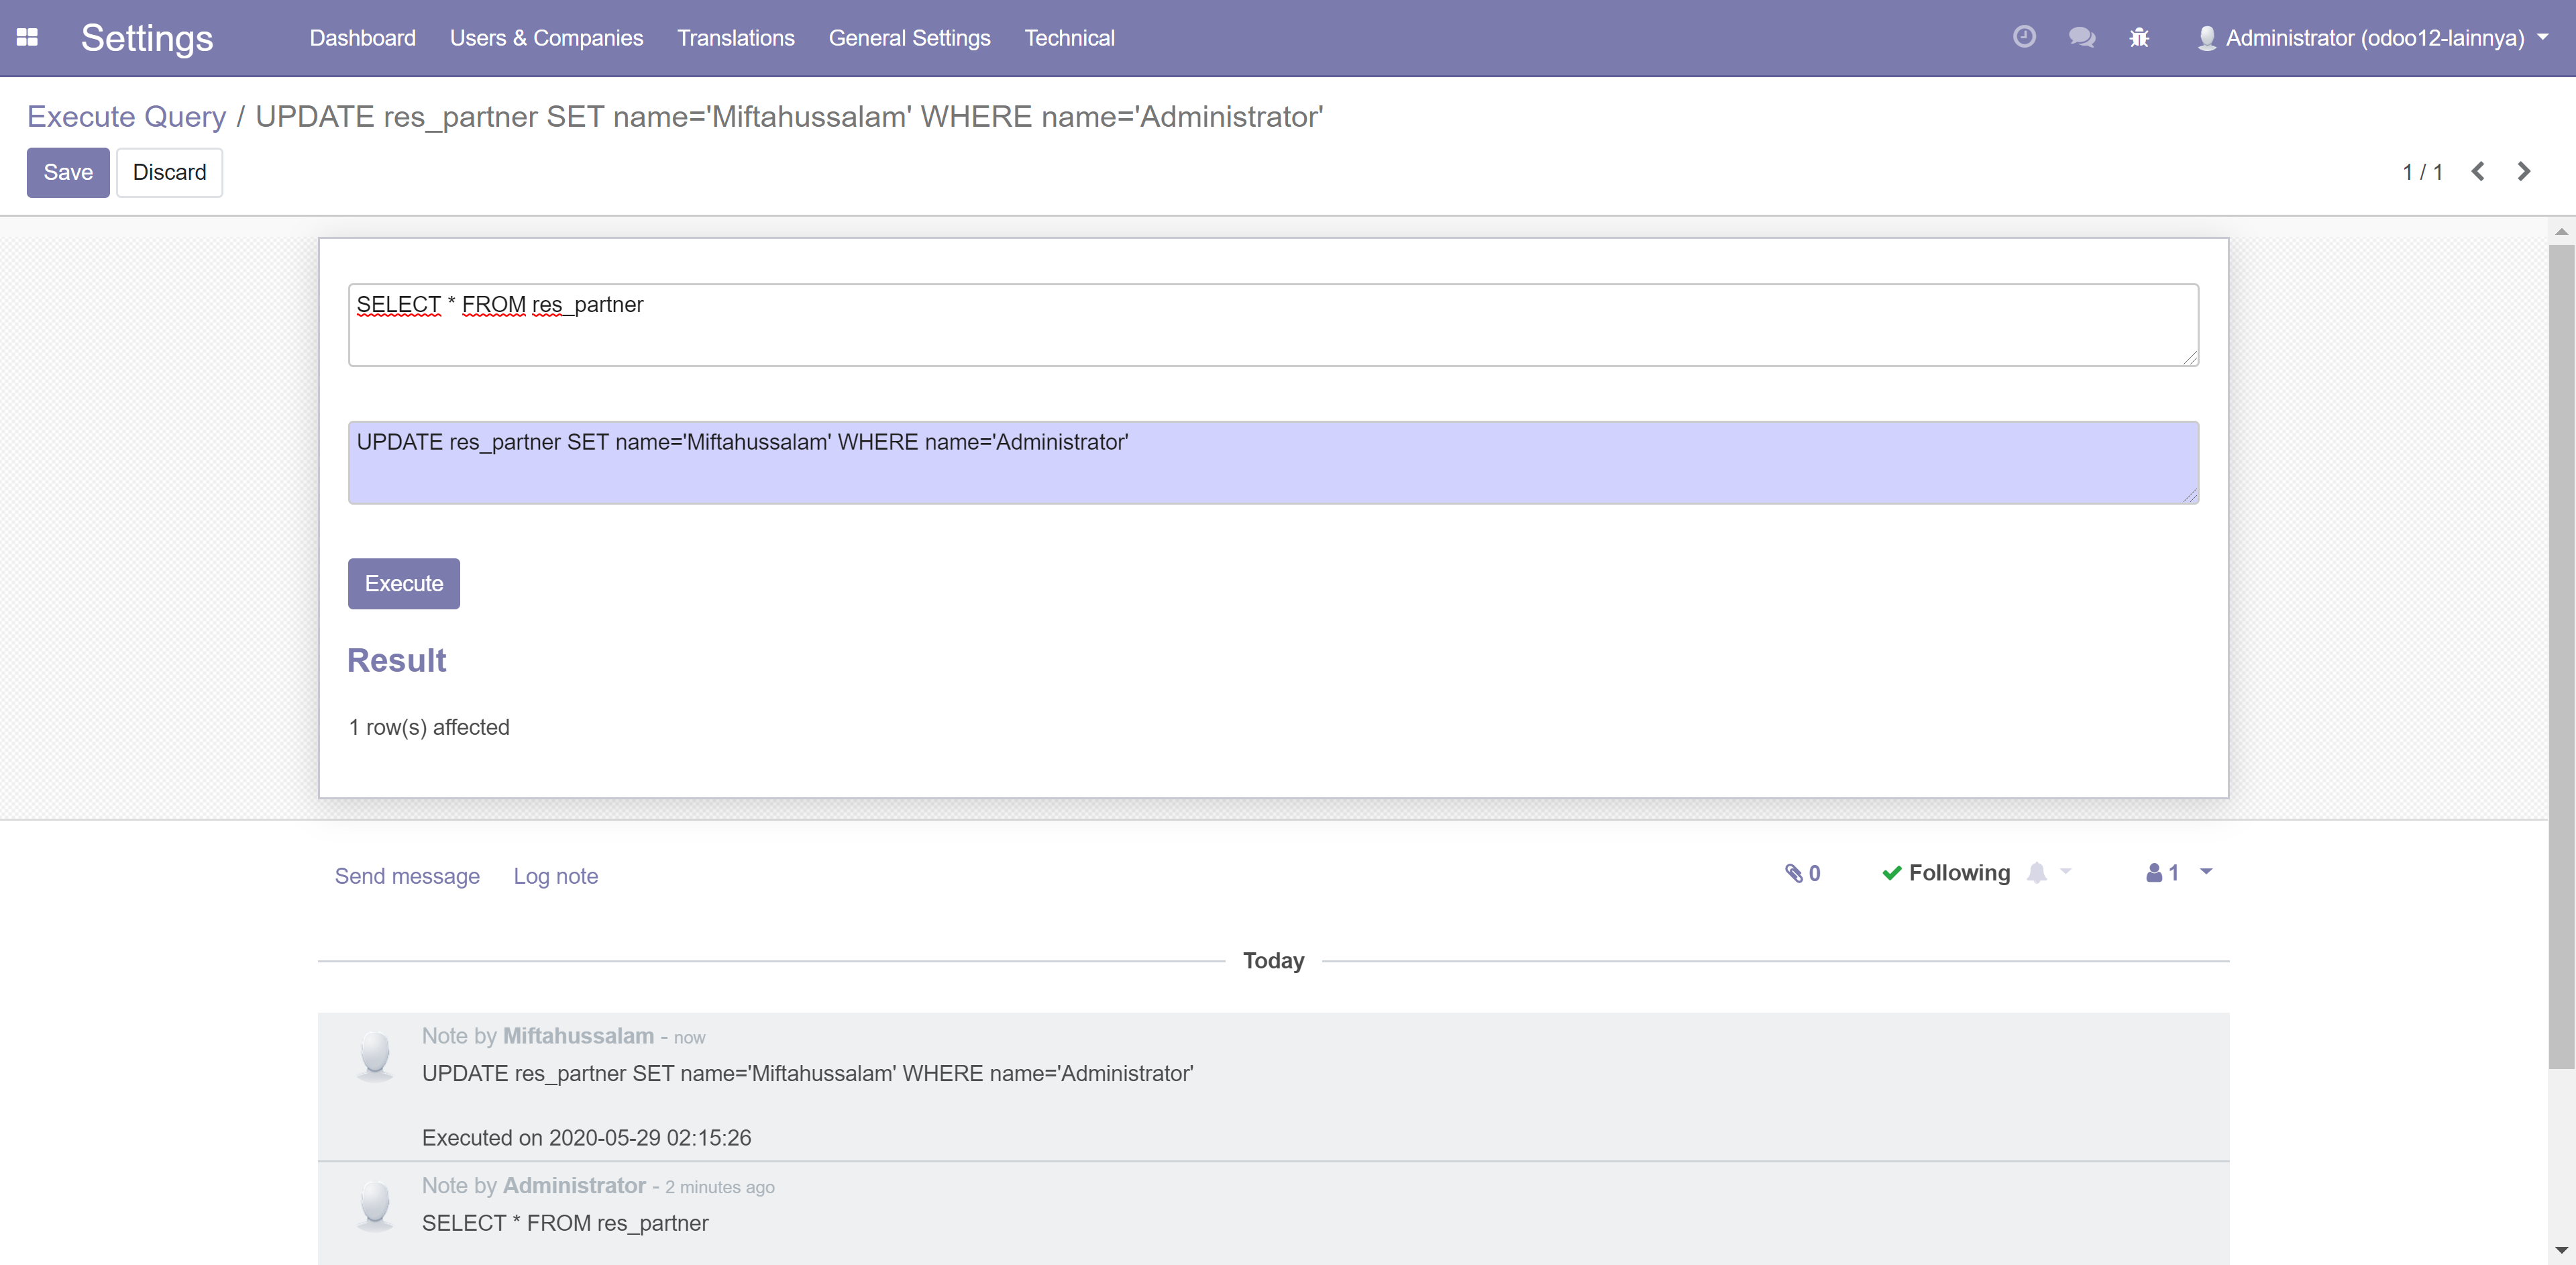 Settings
Dashboard Users & Companies Translations General Settings Technical
Administrator (odoo12-lainnya)
Execute Query / UPDATE res_partner SET name='Miftahussalam' WHERE name='Administrator'
Save Discard
1 / 1
SELECT * FROM res_partner
UPDATE res_partner SET name='Miftahussalam' WHERE name='Administrator'
Execute
Result
1 row(s) affected
Send message Log note
0 Following 1
Today
Note by Miftahussalam - now
UPDATE res_partner SET name='Miftahussalam' WHERE name='Administrator'
Executed on 2020-05-29 02:15:26
Note by Administrator - 2 minutes ago
SELECT * FROM res_partner